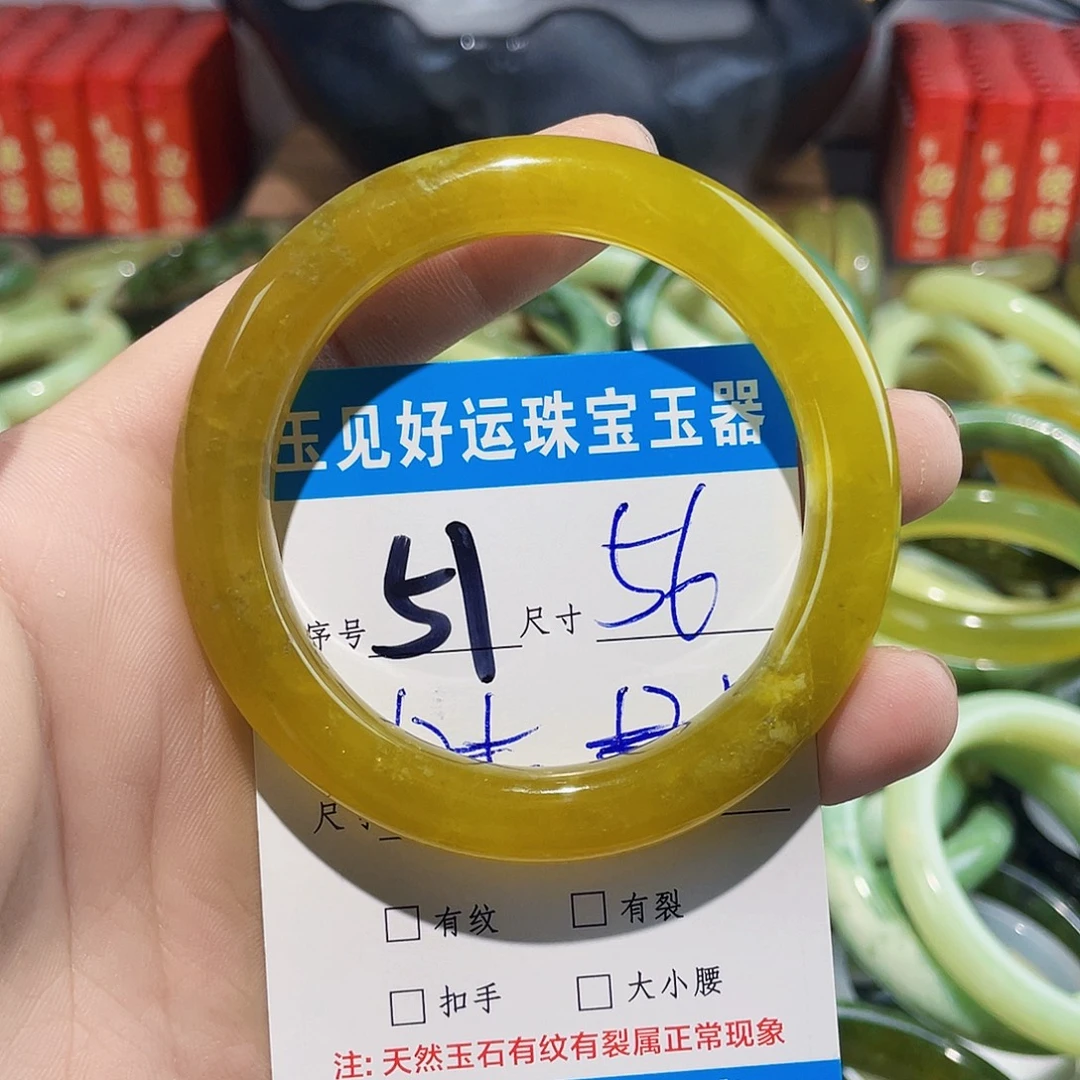 玉见好运珠宝玉器
序号 51 尺寸 56
尺寸
□ 有纹 □ 有裂
□ 扣手 □ 大小腰
注: 天然玉石有纹有裂属正常现象